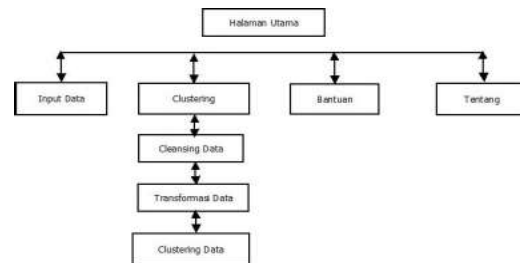 Halaman Utama
Input Data
Clustering
Bantuan
Tentang
Cleansing Data
Transformasi Data
Clustering Data